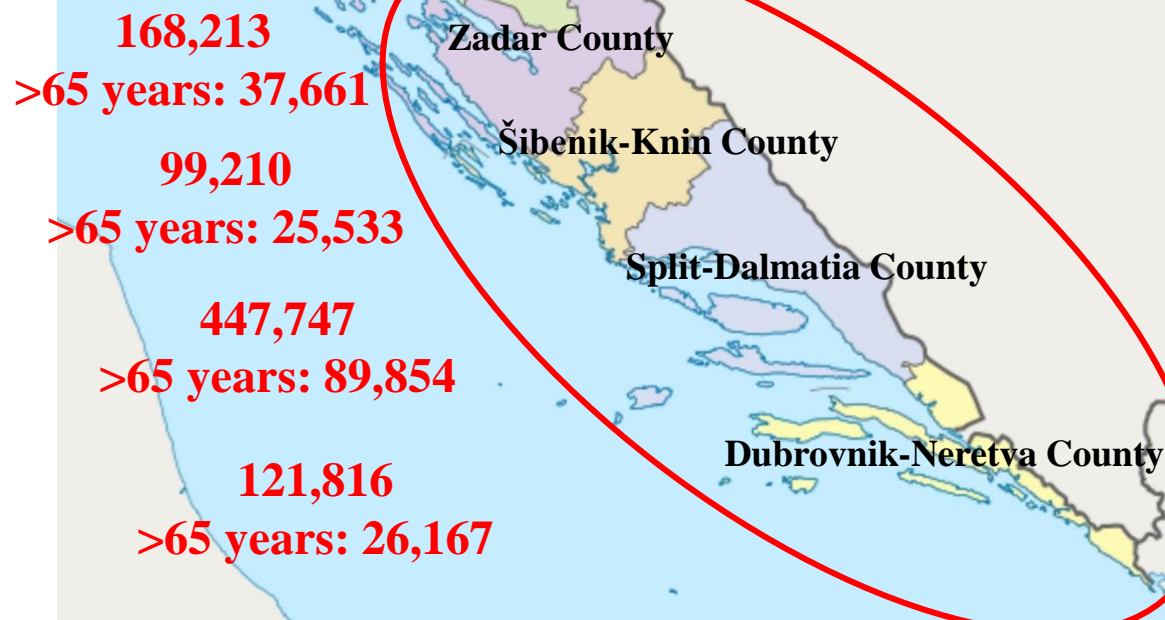 168,213
>65 years: 37,661
Zadar County
Šibenik-Knin County
99,210
>65 years: 25,533
Split-Dalmatia County
447,747
>65 years: 89,854
Dubrovnik-Neretva County
121,816
>65 years: 26,167